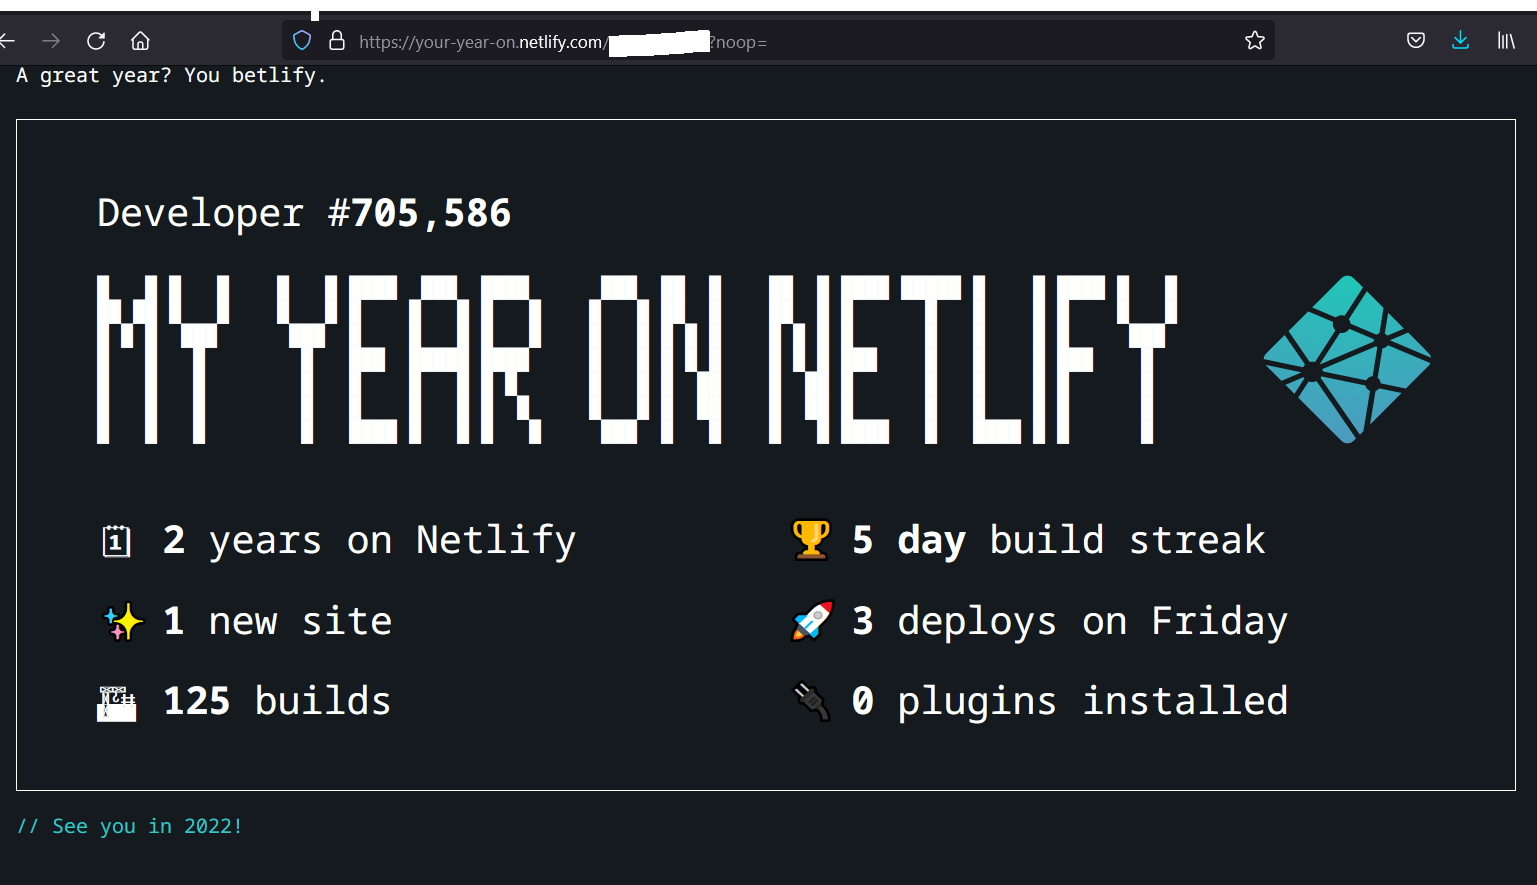 https://your-year-on.netlify.com/ ?noop=
A great year? You betlify.
Developer #705,586
MY YEAR ON NETLIFY
1 2 years on Netlify
5 day build streak
1 new site
3 deploys on Friday
125 builds
0 plugins installed
// See you in 2022!